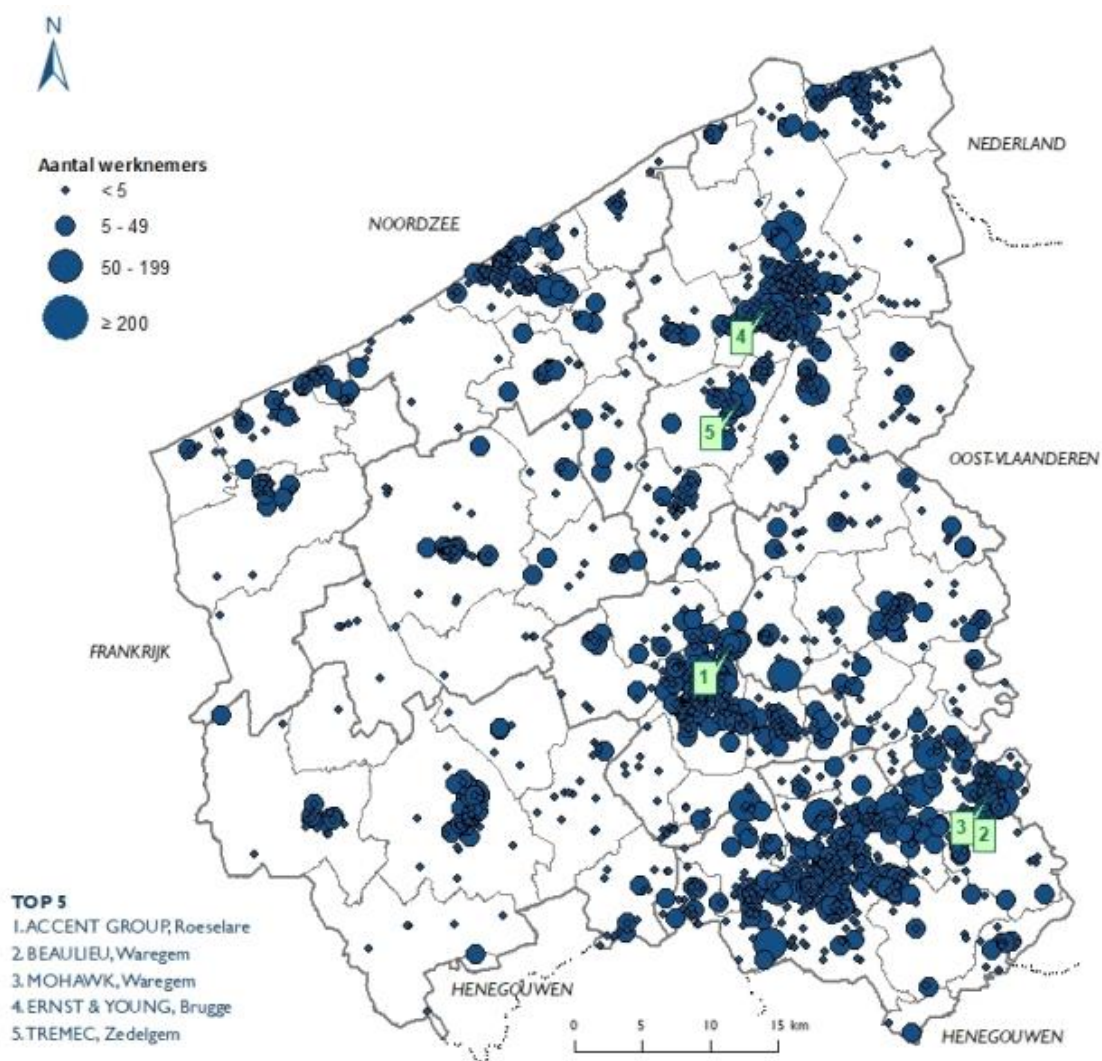 N
Aantal werknemers
< 5
5 - 49
50 - 199
≥ 200
NOORDZEE
NEDERLAND
OOST-VLAANDEREN
FRANKRIJK
HENEGOUWEN
HENEGOUWEN
4
5
1
3
2
TOP 5
1. ACCENT GROUP, Roeselare
2. BEAULIEU, Waregem
3. MOHAWK, Waregem
4. ERNST & YOUNG, Brugge
5. TREMEC, Zedelgem
0 5 10 15 km